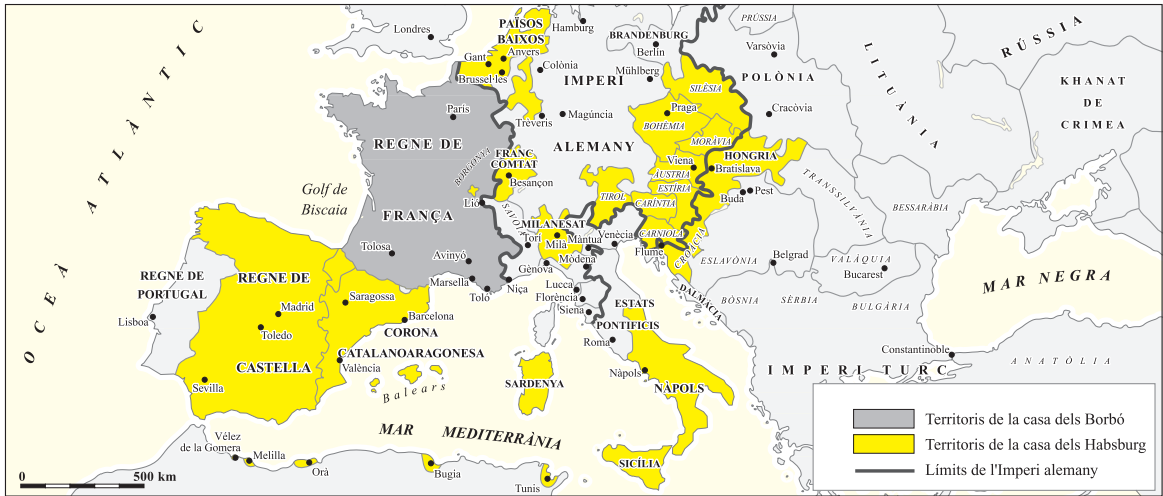 OCEÀ ATLÀNTIC
Londres
PAÏSOS
BAIXOS
Anvers
Gant
Brussel·les
Hamburg
BRANDENBURG
Berlín
PRÚSSIA
Varsòvia
LITUÀNIA
RÚSSIA
Colònia
IMPERI
Mühlberg
POLÒNIA
KHANAT
DE
CRIMEA
SILÈSIA
París
Trèveris
Magúncia
Praga
BOHÈMIA
Cracòvia
REGNE DE
ALEMANY
MORÀVIA
BORGONYA
FRANC
COMTAT
Besançon
Viena
HONGRIA
Bratislava
ÀUSTRIA
TRANSSILVÀNIA
Golf de
Biscaia
FRANÇA
Lió
SAVOIA
TIROL
ESTÍRIA
CARÍNTIA
Buda
Pest
BESSARÀBIA
MILANESAT
Torí
Milà
Màntua
Venècia
CARNIOLA
Flume
CROÀCIA
Tolosa
Avinyó
Gènova
Mòdena
ESLAVÒNIA
Belgrad
VALÀQUIA
Bucarest
REGNE DE
PORTUGAL
REGNE DE
Marsella
Toló
Niça
Lucca
Florència
Siena
ESTATS
PONTIFICIS
DALMÀCIA
BÒSNIA
SÈRBIA
BULGÀRIA
MAR NEGRA
Saragossa
Madrid
Barcelona
Lisboa
Toledo
CORONA
CATALANOARAGONESA
Roma
Constantinoble
CASTELLA
València
SARDENYA
Nàpols
NÀPOLS
IMPERI TURC
ANATÒLIA
Sevilla
Balears
MAR MEDITERRÀNIA
Vélez
de la Gomera
Melilla
Orà
Bugia
Tunis
SICÍLIA
0 500 km
Territoris de la casa dels Borbó
Territoris de la casa dels Habsburg
Límits de l'Imperi alemany